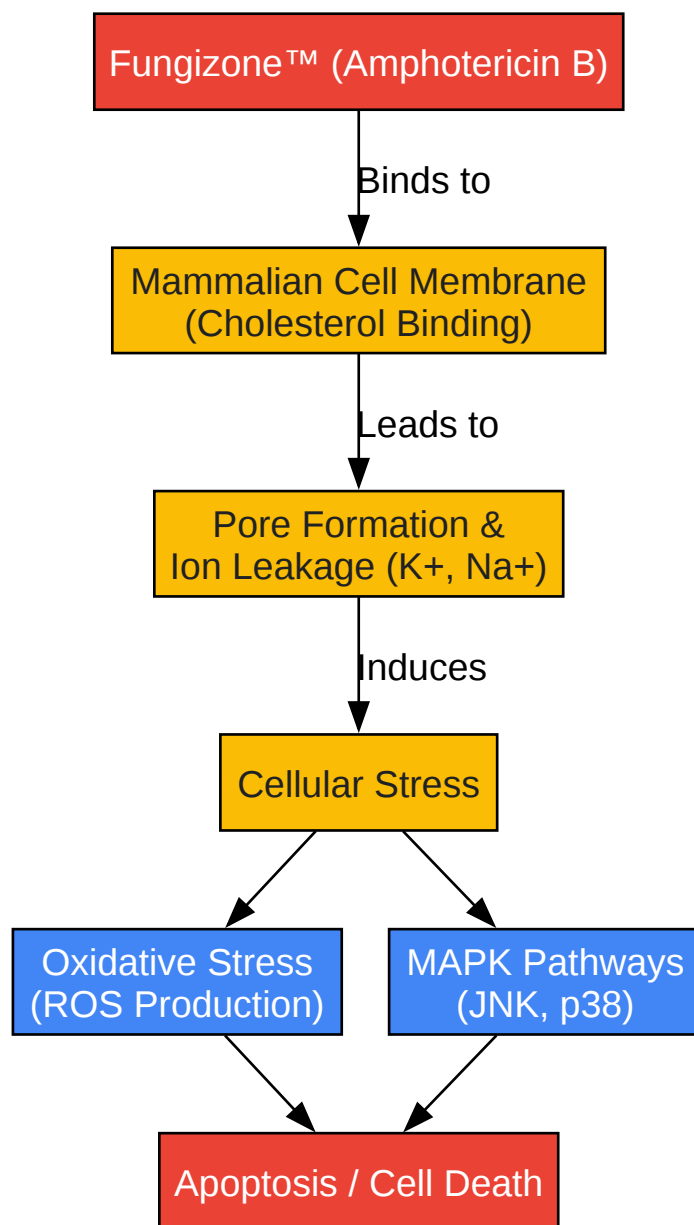 Fungizone™ (Amphotericin B)
Binds to
Mammalian Cell Membrane
(Cholesterol Binding)
Leads to
Pore Formation &
Ion Leakage (K+, Na+)
Induces
Cellular Stress
Oxidative Stress
(ROS Production)
MAPK Pathways
(JNK, p38)
Apoptosis / Cell Death